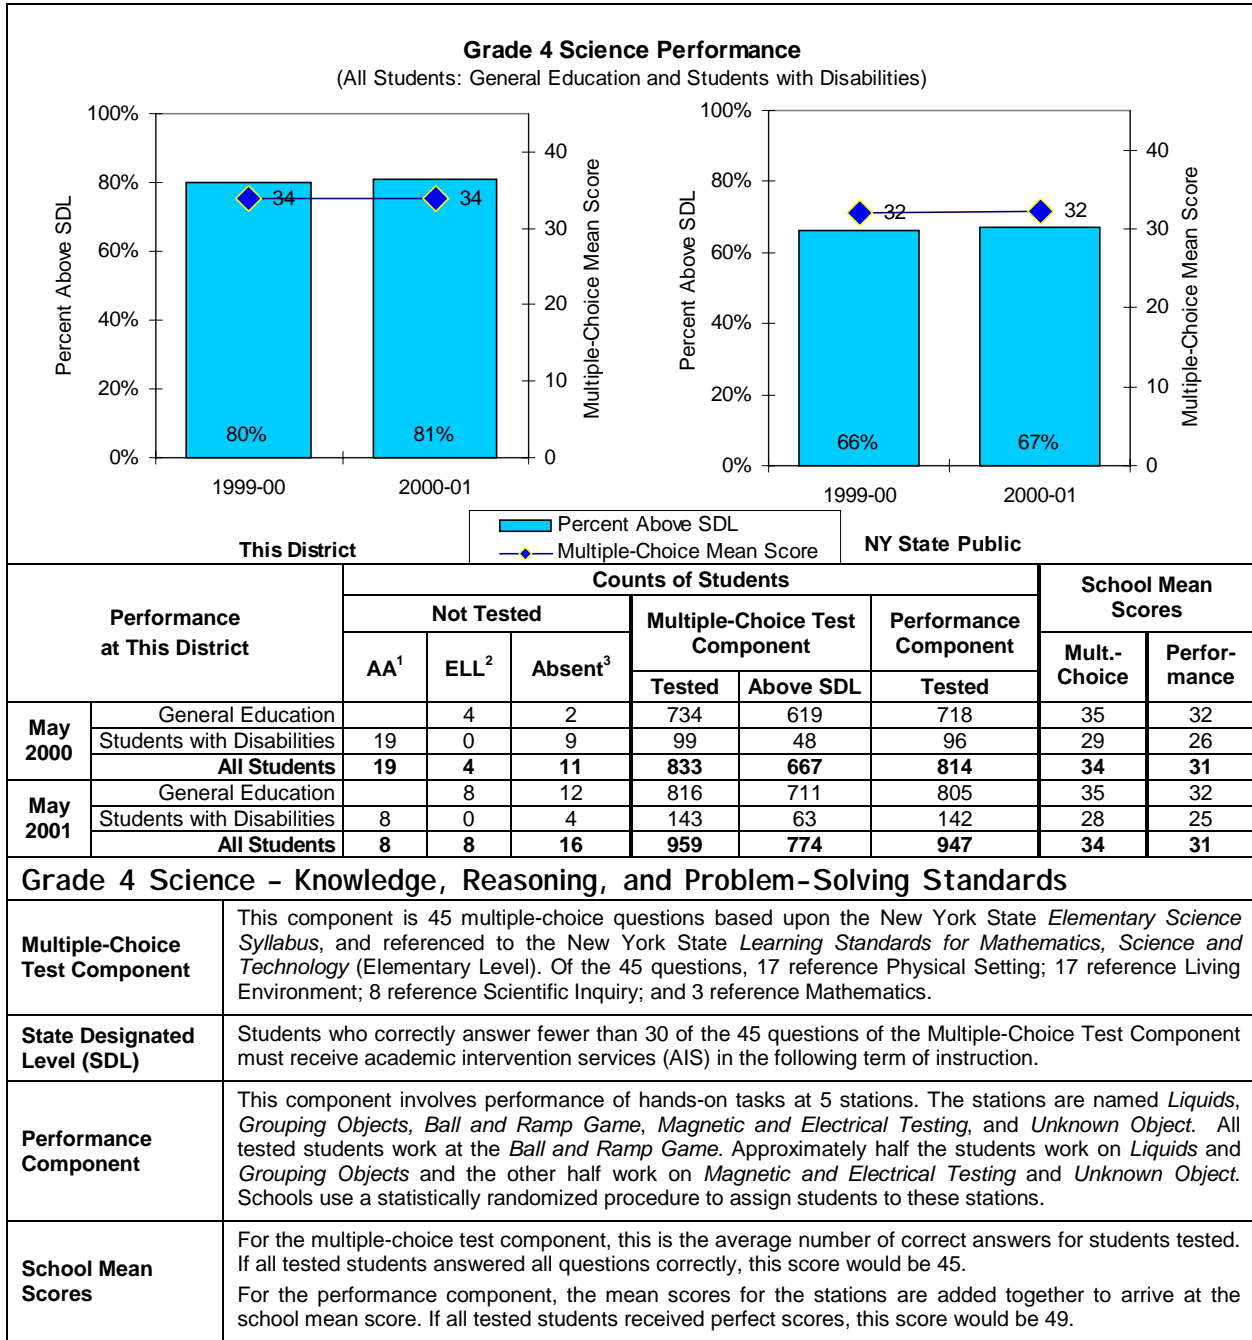 Grade 4 Science Performance
(All Students: General Education and Students with Disabilities)
100%
80%
60%
40%
20%
0%
Percent Above SDL
34
34
80%
81%
1999-00
2000-01
40
30
20
10
0
Multiple-Choice Mean Score
This District
100%
80%
60%
40%
20%
0%
Percent Above SDL
32
32
66%
67%
1999-00
2000-01
40
30
20
10
0
Multiple-Choice Mean Score
NY State Public
Percent Above SDL
Multiple-Choice Mean Score
Performance
at This District
Counts of Students
School Mean
Scores
Not Tested
Multiple-Choice Test
Component
Performance
Component
AA1 ELL2 Absent3
Mult.-
Choice
Perfor-
mance
Tested Above SDL Tested
May
2000
General Education 4 2 734 619 718 35 32
Students with Disabilities 19 0 9 99 48 96 29 26
All Students 19 4 11 833 667 814 34 31
May
2001
General Education 8 12 816 711 805 35 32
Students with Disabilities 8 0 4 143 63 142 28 25
All Students 8 8 16 959 774 947 34 31
Grade 4 Science – Knowledge, Reasoning, and Problem-Solving Standards
Multiple-Choice
Test Component
This component is 45 multiple-choice questions based upon the New York State Elementary Science
Syllabus, and referenced to the New York State Learning Standards for Mathematics, Science and
Technology (Elementary Level). Of the 45 questions, 17 reference Physical Setting; 17 reference Living
Environment; 8 reference Scientific Inquiry; and 3 reference Mathematics.
State Designated
Level (SDL)
Students who correctly answer fewer than 30 of the 45 questions of the Multiple-Choice Test Component
must receive academic intervention services (AIS) in the following term of instruction.
Performance
Component
This component involves performance of hands-on tasks at 5 stations. The stations are named Liquids,
Grouping Objects, Ball and Ramp Game, Magnetic and Electrical Testing, and Unknown Object. All
tested students work at the Ball and Ramp Game. Approximately half the students work on Liquids and
Grouping Objects and the other half work on Magnetic and Electrical Testing and Unknown Object.
Schools use a statistically randomized procedure to assign students to these stations.
School Mean
Scores
For the multiple-choice test component, this is the average number of correct answers for students tested.
If all tested students answered all questions correctly, this score would be 45.
For the performance component, the mean scores for the stations are added together to arrive at the
school mean score. If all tested students received perfect scores, this score would be 49.